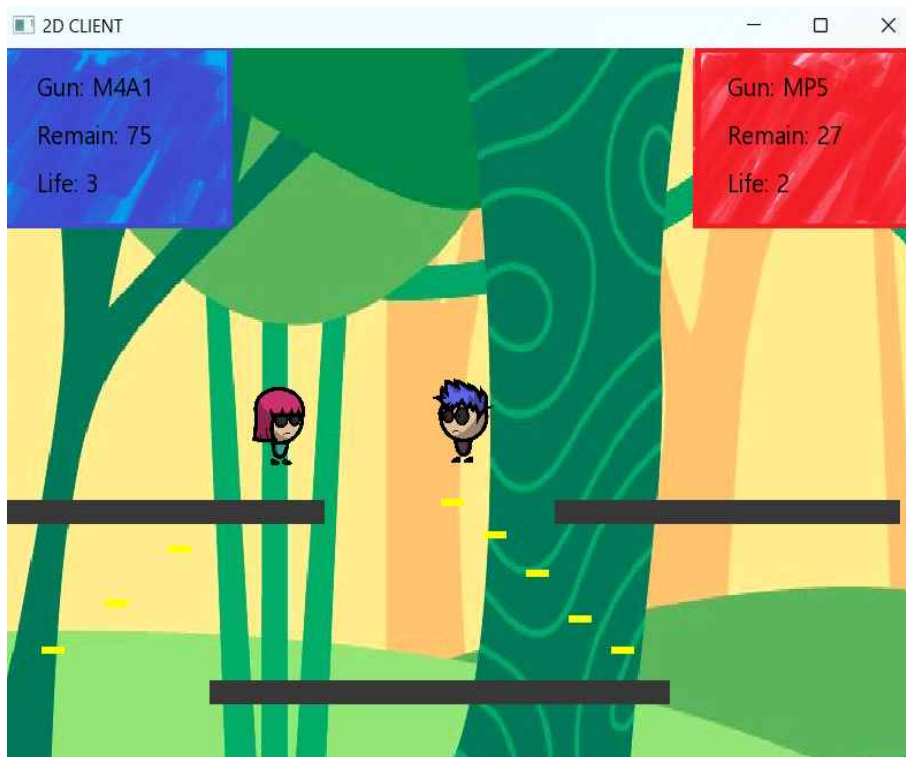 2D CLIENT
Gun: M4A1
Remain: 75
Life: 3
Gun: MP5
Remain: 27
Life: 2